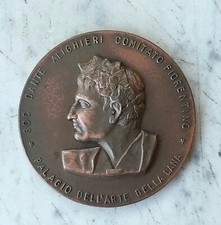 SOC DANTE ALIGHIERI COMITATO FIORENTINO
PALAGIO DELL'ARTE DELLA LANA